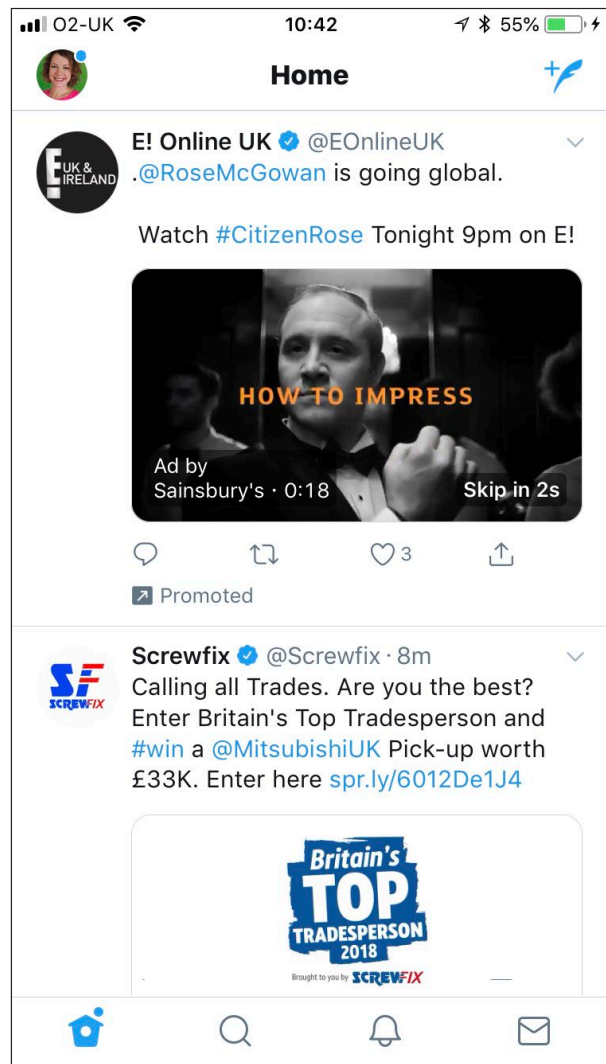 O2-UK 10:42 55%
Home
E! Online UK @EOnlineUK
E! UK & IRELAND
.@RoseMcGowan is going global.
Watch #CitizenRose Tonight 9pm on E!
HOW TO IMPRESS
Ad by
Sainsbury's · 0:18 Skip in 2s
3
Promoted
Screwfix @Screwfix · 8m
SF
SCREWFIX
Calling all Trades. Are you the best?
Enter Britain's Top Tradesperson and
#win a @MitsubishiUK Pick-up worth
£33K. Enter here spr.ly/6012De1J4
Britain's
TOP
TRADESPERSON
2018
Brought to you by SCREWFIX